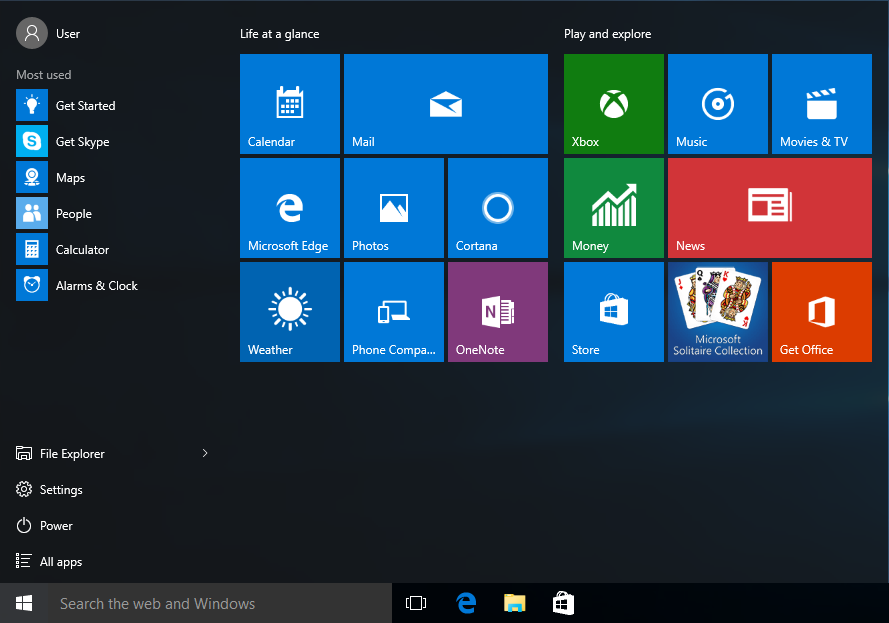 User
Most used
Get Started
Get Skype
Maps
People
Calculator
Alarms & Clock
File Explorer
Settings
Power
All apps
Life at a glance
Calendar
Mail
Microsoft Edge
Photos
Cortana
Weather
Phone Compa...
OneNote
Play and explore
Xbox
Music
Movies & TV
Money
News
Store
Microsoft
Solitaire Collection
Get Office
Search the web and Windows